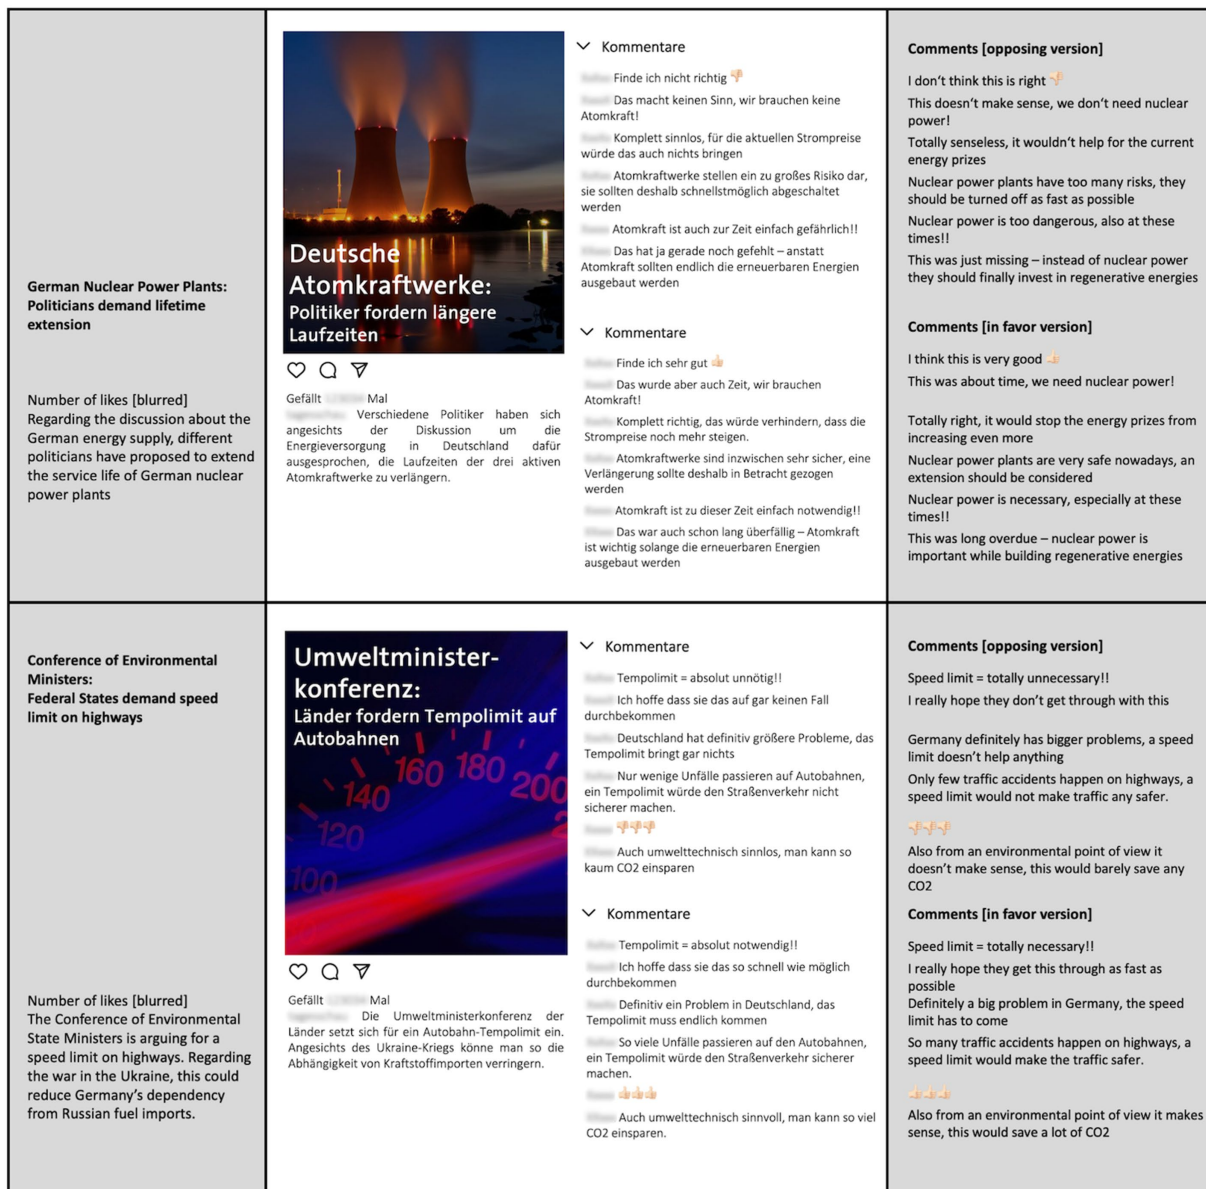 German Nuclear Power Plants:
Politicians demand lifetime
extension
Number of likes [blurred]
Regarding the discussion about the
German energy supply, different
politicians have proposed to extend
the service life of German nuclear
power plants
Deutsche
Atomkraftwerke:
Politiker fordern längere
Laufzeiten
Gefällt Mal
Verschiedene Politiker haben sich
angesichts der Diskussion um die
Energieversorgung in Deutschland dafür
ausgesprochen, die Laufzeiten der drei aktiven
Atomkraftwerke zu verlängern.
Kommentare
Finde ich nicht richtig 👎🏻
Das macht keinen Sinn, wir brauchen keine
Atomkraft!
Komplett sinnlos, für die aktuellen Strompreise
würde das auch nichts bringen
Atomkraftwerke stellen ein zu großes Risiko dar,
sie sollten deshalb schnellstmöglich abgeschaltet
werden
Atomkraft ist auch zur Zeit einfach gefährlich!!
Das hat ja gerade noch gefehlt – anstatt
Atomkraft sollten endlich die erneuerbaren Energien
ausgebaut werden
Kommentare
Finde ich sehr gut 👍🏻
Das wurde aber auch Zeit, wir brauchen
Atomkraft!
Komplett richtig, das würde verhindern, dass die
Strompreise noch mehr steigen.
Atomkraftwerke sind inzwischen sehr sicher, eine
Verlängerung sollte deshalb in Betracht gezogen
werden
Atomkraft ist zu dieser Zeit einfach notwendig!!
Das war auch schon lang überfällig – Atomkraft
ist wichtig solange die erneuerbaren Energien
ausgebaut werden
Comments [opposing version]
I don't think this is right 👎🏻
This doesn't make sense, we don't need nuclear
power!
Totally senseless, it wouldn't help for the current
energy prizes
Nuclear power plants have too many risks, they
should be turned off as fast as possible
Nuclear power is too dangerous, also at these
times!!
This was just missing – instead of nuclear power
they should finally invest in regenerative energies
Comments [in favor version]
I think this is very good 👍🏻
This was about time, we need nuclear power!
Totally right, it would stop the energy prizes from
increasing even more
Nuclear power plants are very safe nowadays, an
extension should be considered
Nuclear power is necessary, especially at these
times!!
This was long overdue – nuclear power is
important while building regenerative energies
Conference of Environmental
Ministers:
Federal States demand speed
limit on highways
Number of likes [blurred]
The Conference of Environmental
State Ministers is arguing for a
speed limit on highways. Regarding
the war in the Ukraine, this could
reduce Germany's dependency
from Russian fuel imports.
Umweltminister-
konferenz:
Länder fordern Tempolimit auf
Autobahnen
100
120
140
160
180
200
Gefällt Mal
Die Umweltministerkonferenz der
Länder setzt sich für ein Autobahn-Tempolimit ein.
Angesichts des Ukraine-Kriegs könne man so die
Abhängigkeit von Kraftstoffimporten verringern.
Kommentare
Tempolimit = absolut unnötig!!
Ich hoffe dass sie das auf gar keinen Fall
durchbekommen
Deutschland hat definitiv größere Probleme, das
Tempolimit bringt gar nichts
Nur wenige Unfälle passieren auf Autobahnen,
ein Tempolimit würde den Straßenverkehr nicht
sicherer machen.
👎🏻👎🏻👎🏻
Auch umwelttechnisch sinnlos, man kann so
kaum CO2 einsparen
Kommentare
Tempolimit = absolut notwendig!!
Ich hoffe dass sie das so schnell wie möglich
durchbekommen
Definitiv ein Problem in Deutschland, das
Tempolimit muss endlich kommen
So viele Unfälle passieren auf den Autobahnen,
ein Tempolimit würde den Straßenverkehr sicherer
machen.
👍🏻👍🏻👍🏻
Auch umwelttechnisch sinnvoll, man kann so viel
CO2 einsparen.
Comments [opposing version]
Speed limit = totally unnecessary!!
I really hope they don't get through with this
Germany definitely has bigger problems, a speed
limit doesn't help anything
Only few traffic accidents happen on highways, a
speed limit would not make traffic any safer.
👎🏻👎🏻👎🏻
Also from an environmental point of view it
doesn't make sense, this would barely save any
CO2
Comments [in favor version]
Speed limit = totally necessary!!
I really hope they get this through as fast as
possible
Definitely a big problem in Germany, the speed
limit has to come
So many traffic accidents happen on highways, a
speed limit would make the traffic safer.
👍🏻👍🏻👍🏻
Also from an environmental point of view it makes
sense, this would save a lot of CO2